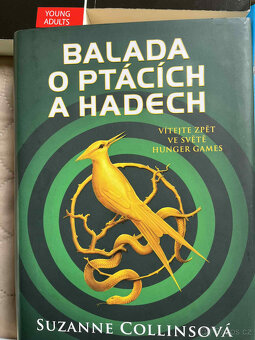 YOUNG
ADULTS
BALADA
O PTÁCÍCH
A HADECH
VÍTEJTE ZPĚT
VE SVĚTĚ
HUNGER GAMES
SUZANNE COLLINSOVÁ